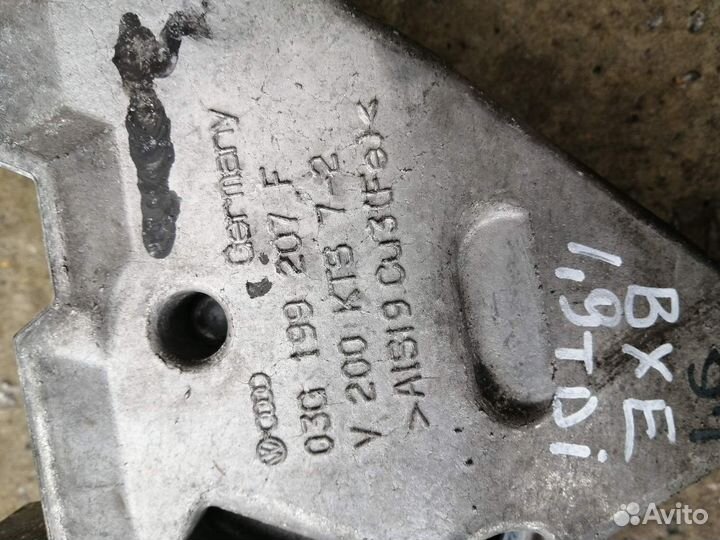 Germany
03G 199 207 F
V 200 KTS 7-2
>AlSi9Cu3(Fe)<
BXE
1,9TDi
Avito